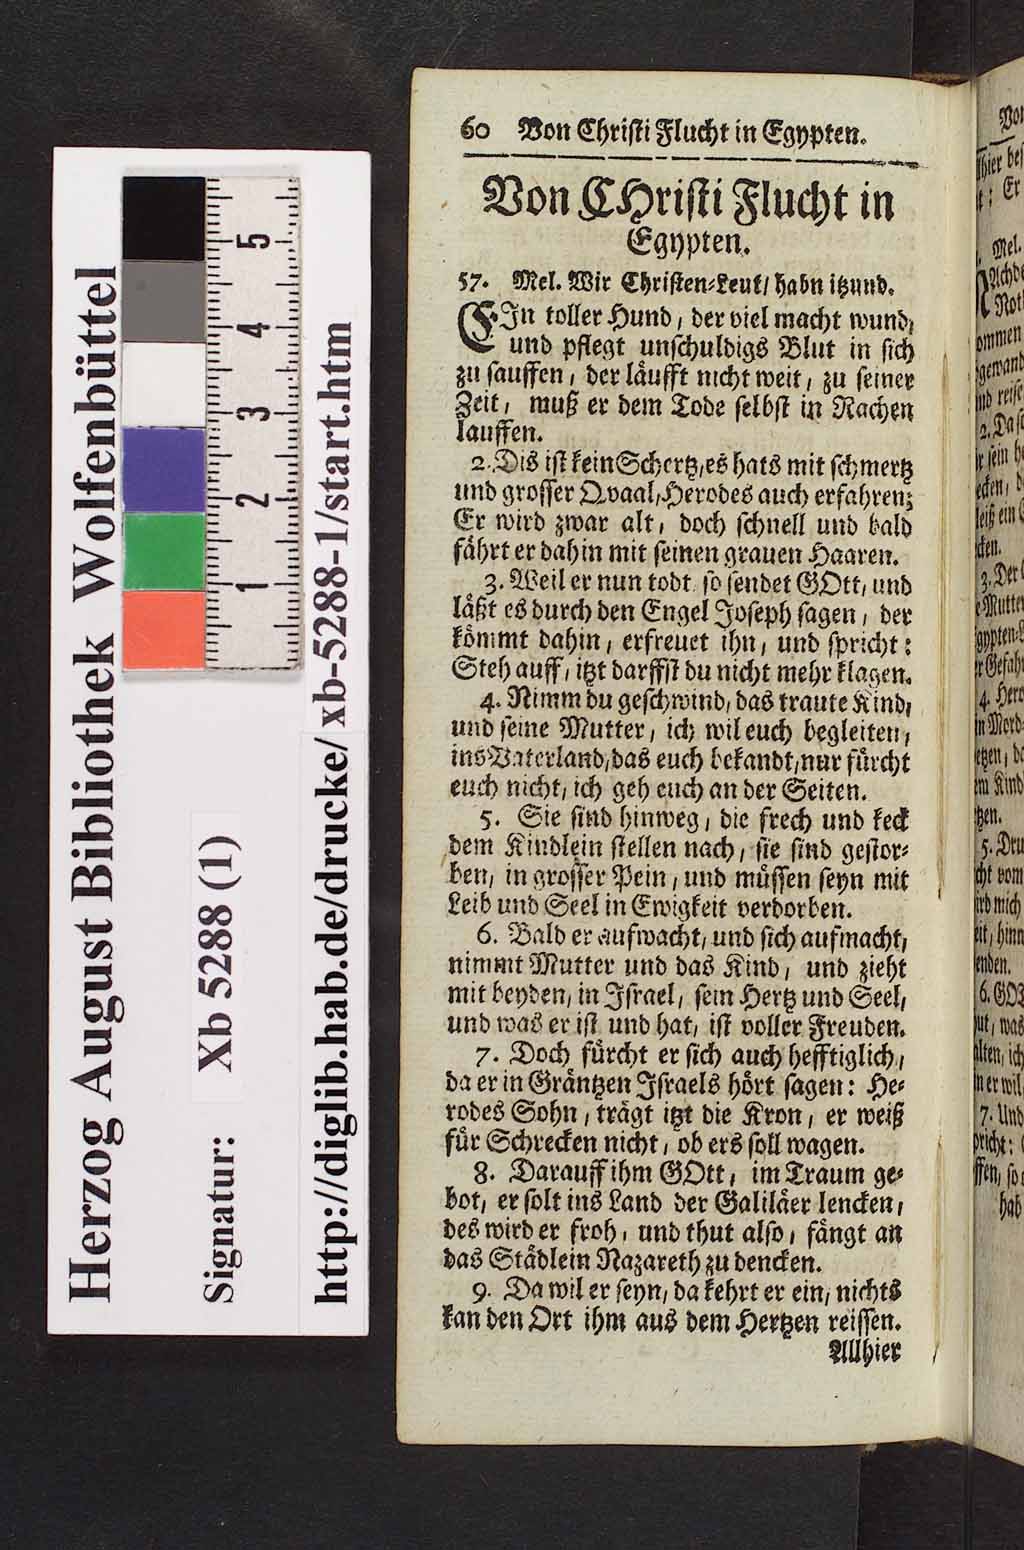 Herzog August Bibliothek Wolfenbüttel
Signatur: Xb 5288 (1)
http://diglib.hab.de/drucke/ xb-5288-1/start.htm
5
4
3
2
1
60 Von Christi Flucht in Egypten.
Von CHristi Flucht in
Egypten.
57. Mel. Wir Christen-Leut/ habn itzund.
EIn toller Hund, der viel macht wund,
und pflegt unschuldigs Blut in sich
zu sauffen, der läufft nicht weit, zu seiner
Zeit, muß er dem Tode selbst in Rachen
lauffen.
2. Dis ist kein Schertz, es hats mit schmertz
und grosser Qvaal, Herodes auch erfahren;
Er wird zwar alt, doch schnell und bald
fährt er dahin mit seinen grauen Haaren.
3. Weil er nun todt so sendet GOtt, und
läßt es durch den Engel Joseph sagen, der
kömmt dahin, erfreuet ihn, und spricht:
Steh auff, itzt darffst du nicht mehr klagen.
4. Nimm du geschwind, das traute Kind,
und seine Mutter, ich wil euch begleiten,
ins Vaterland, das euch bekandt, nur fürcht
euch nicht, ich geh euch an der Seiten.
5. Sie sind hinweg, die frech und keck
dem Kindlein stellen nach, sie sind gestor-
ben, in grosser Pein, und müssen seyn mit
Leib und Seel in Ewigkeit verdorben.
6. Bald er aufwacht, und sich aufmacht,
nimmt Mutter und das Kind, und zieht
mit beyden, in Israel, sein Hertz und Seel,
und was er ist und hat, ist voller Freuden.
7. Doch fürcht er sich auch hefftiglich,
da er in Gräntzen Israels hört sagen: He-
rodes Sohn, trägt itzt die Kron, er weiß
für Schrecken nicht, ob ers soll wagen.
8. Darauff ihm GOtt, im Traum ge-
bot, er solt ins Land der Galiläer lencken,
des wird er froh, und thut also, fängt an
das Städlein Nazareth zu dencken.
9. Da wil er seyn, da kehrt er ein, nichts
kan den Ort ihm aus dem Hertzen reissen.
Allhier